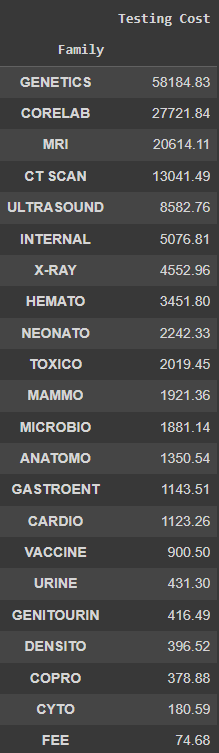 Testing Cost
Family
GENETICS 58184.83
CORELAB 27721.84
MRI 20614.11
CT SCAN 13041.49
ULTRASOUND 8582.76
INTERNAL 5076.81
X-RAY 4552.96
HEMATO 3451.80
NEONATO 2242.33
TOXICO 2019.45
MAMMO 1921.36
MICROBIO 1881.14
ANATOMO 1350.54
GASTROENT 1143.51
CARDIO 1123.26
VACCINE 900.50
URINE 431.30
GENITOURIN 416.49
DENSITO 396.52
COPRO 378.88
CYTO 180.59
FEE 74.68